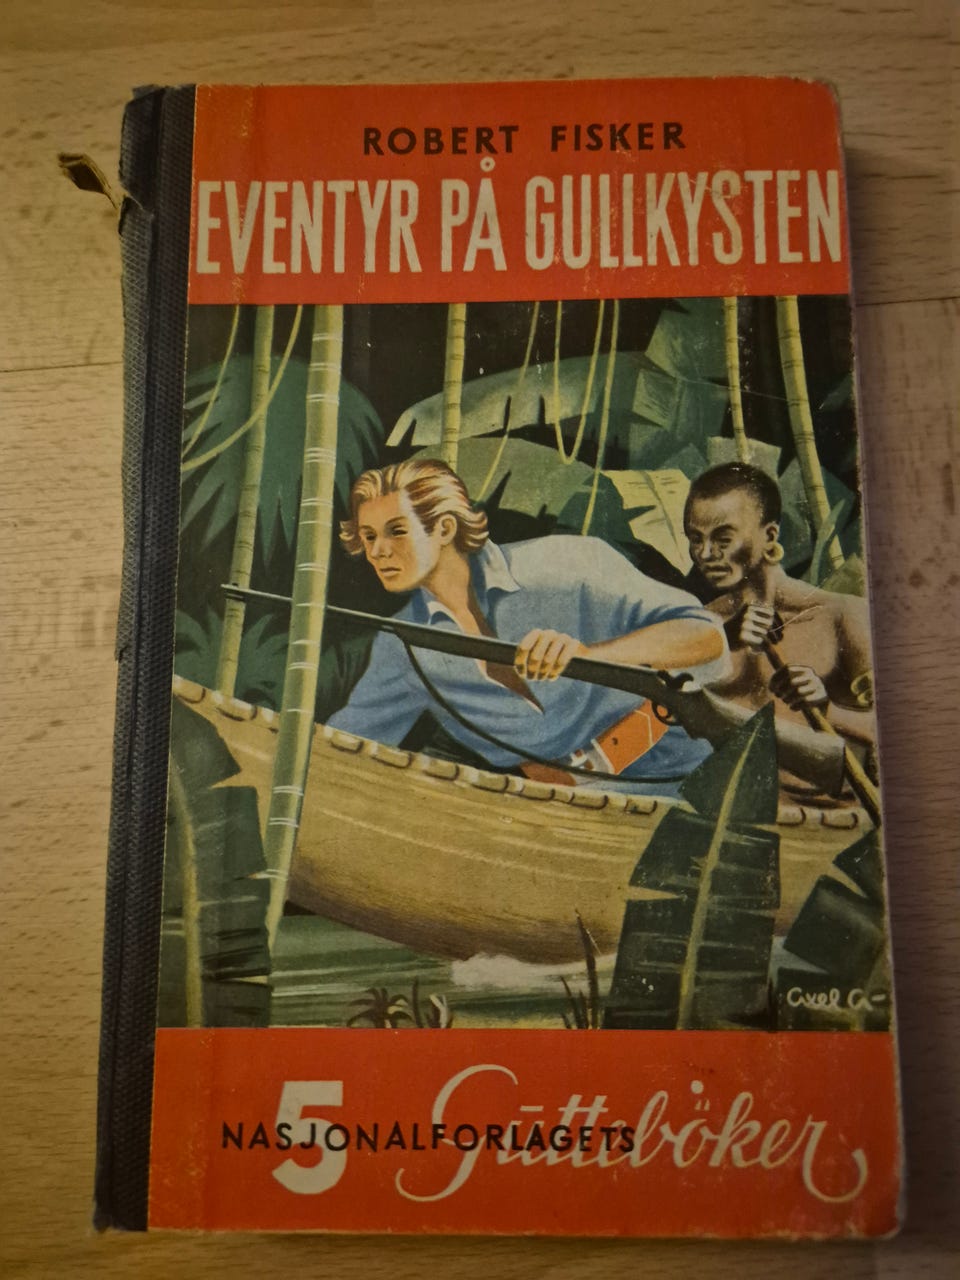 ROBERT FISKER
EVENTYR PÅ GULLKYSTEN
Axel a-
5
NASJONALFORLAGETS
Gutteböker